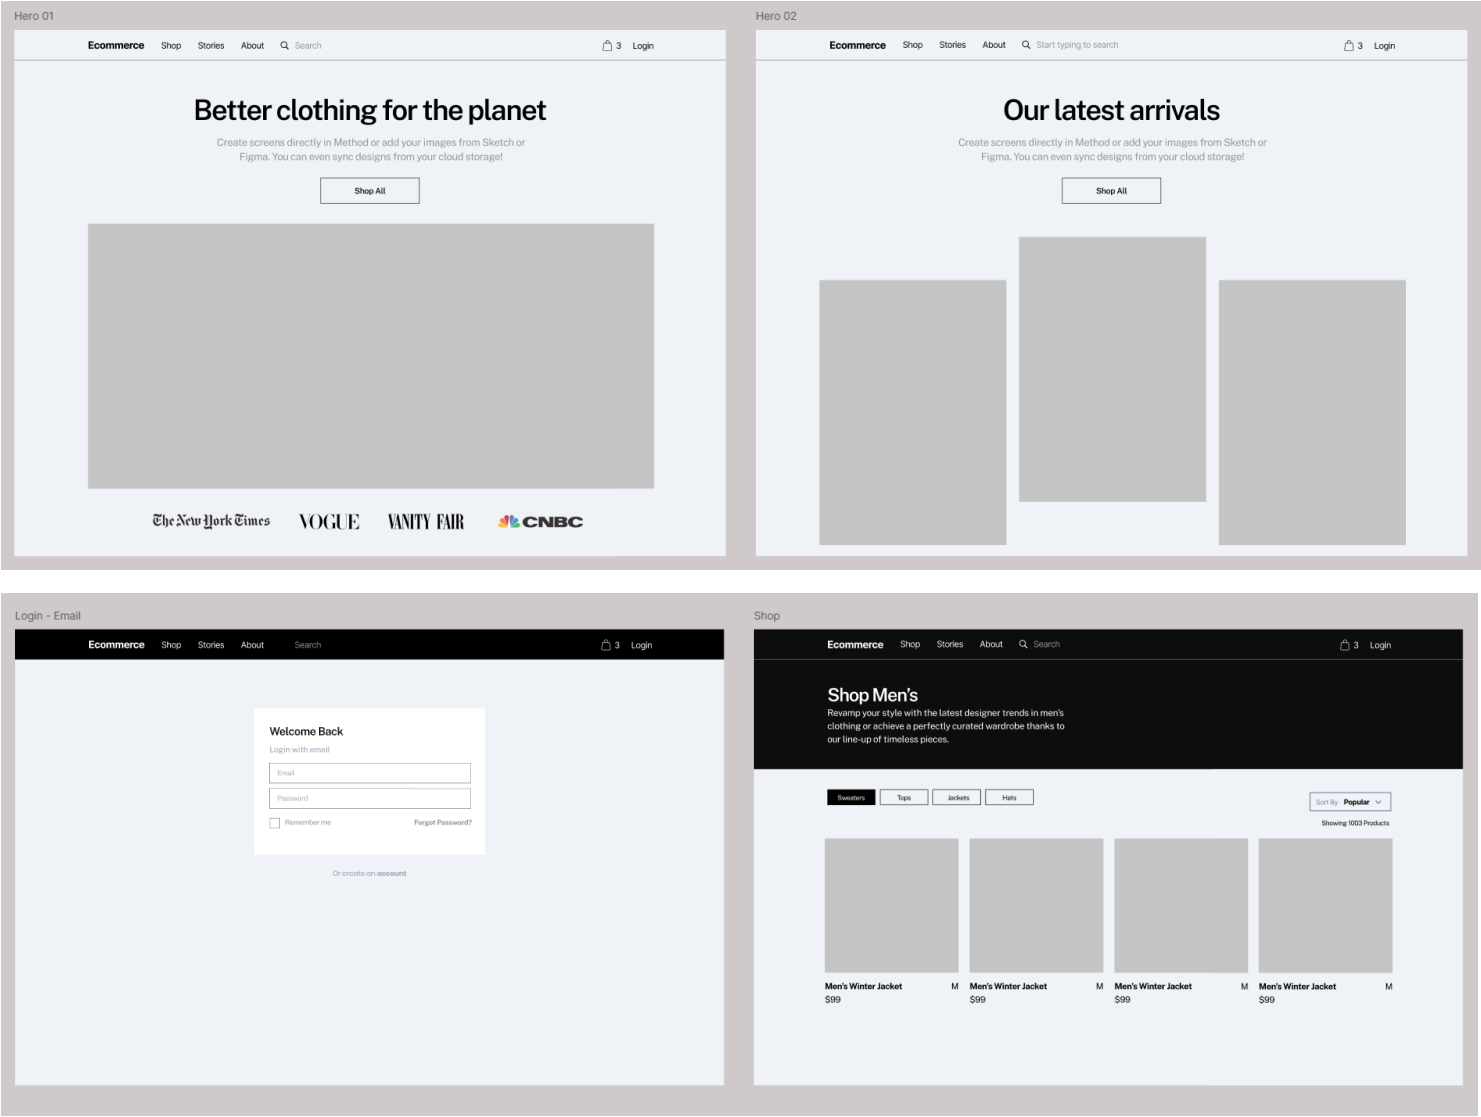 Hero 01
Ecommerce Shop Stories About Search 3 Login
Better clothing for the planet
Create screens directly in Method or add your images from Sketch or
Figma. You can even sync designs from your cloud storage!
Shop All
The New York Times VOGUE VANITY FAIR CNBC
Hero 02
Ecommerce Shop Stories About Start typing to search 3 Login
Our latest arrivals
Create screens directly in Method or add your images from Sketch or
Figma. You can even sync designs from your cloud storage!
Shop All
Login - Email
Ecommerce Shop Stories About Search 3 Login
Welcome Back
Login with email
Email
Password
Remember me Forgot Password?
Or create an account
Shop
Ecommerce Shop Stories About Search 3 Login
Shop Men's
Revamp your style with the latest designer trends in men's
clothing or achieve a perfectly curated wardrobe thanks to
our line-up of timeless pieces.
Sweaters Tops Jackets Hats Sort By Popular
Showing 1003 Products
Men's Winter Jacket M Men's Winter Jacket M Men's Winter Jacket M Men's Winter Jacket M
$99 $99 $99 $99